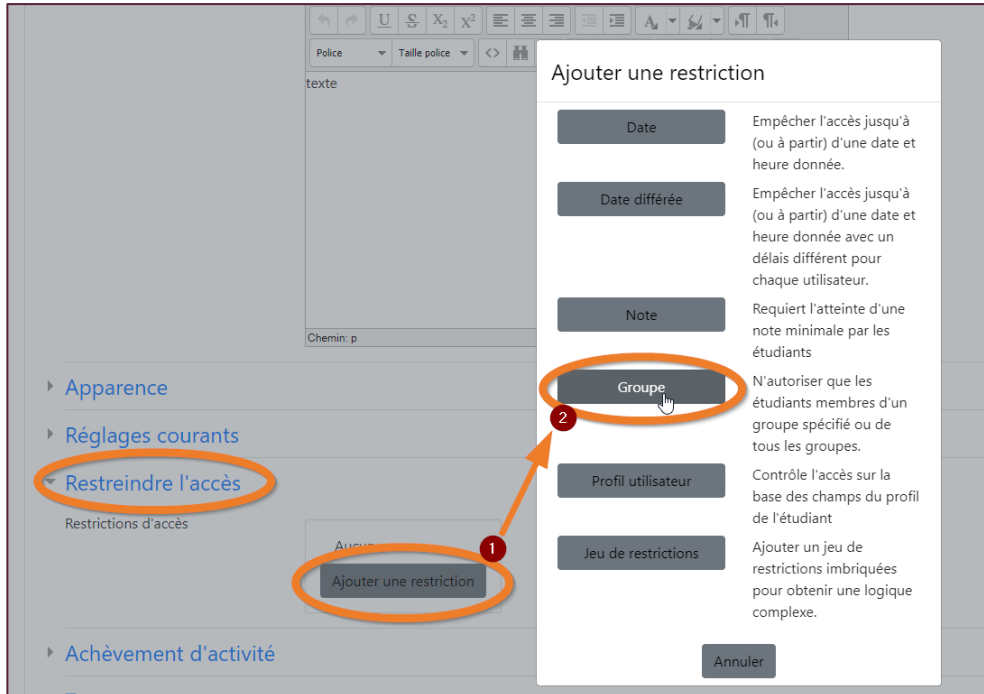 Police
Taille police
texte
Chemin: p
Apparence
Réglages courants
Restreindre l'accès
Restrictions d'accès
1
Ajouter une restriction
Achèvement d'activité
Ajouter une restriction
Date
Empêcher l'accès jusqu'à
(ou à partir) d'une date et
heure donnée.
Date différée
Empêcher l'accès jusqu'à
(ou à partir) d'une date et
heure donnée avec un
délais différent pour
chaque utilisateur.
Note
Requiert l'atteinte d'une
note minimale par les
étudiants
Groupe
2
N'autoriser que les
étudiants membres d'un
groupe spécifié ou de
tous les groupes.
Profil utilisateur
Contrôle l'accès sur la
base des champs du profil
de l'étudiant
Jeu de restrictions
Ajouter un jeu de
restrictions imbriquées
pour obtenir une logique
complexe.
Annuler